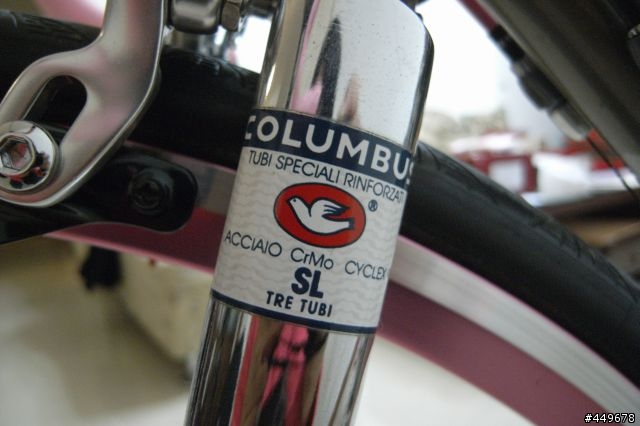 COLUMBUS
TUBI SPECIALI RINFORZATI
®
ACCIAIO CrMo CYCLEX
SL
TRE TUBI
#449678